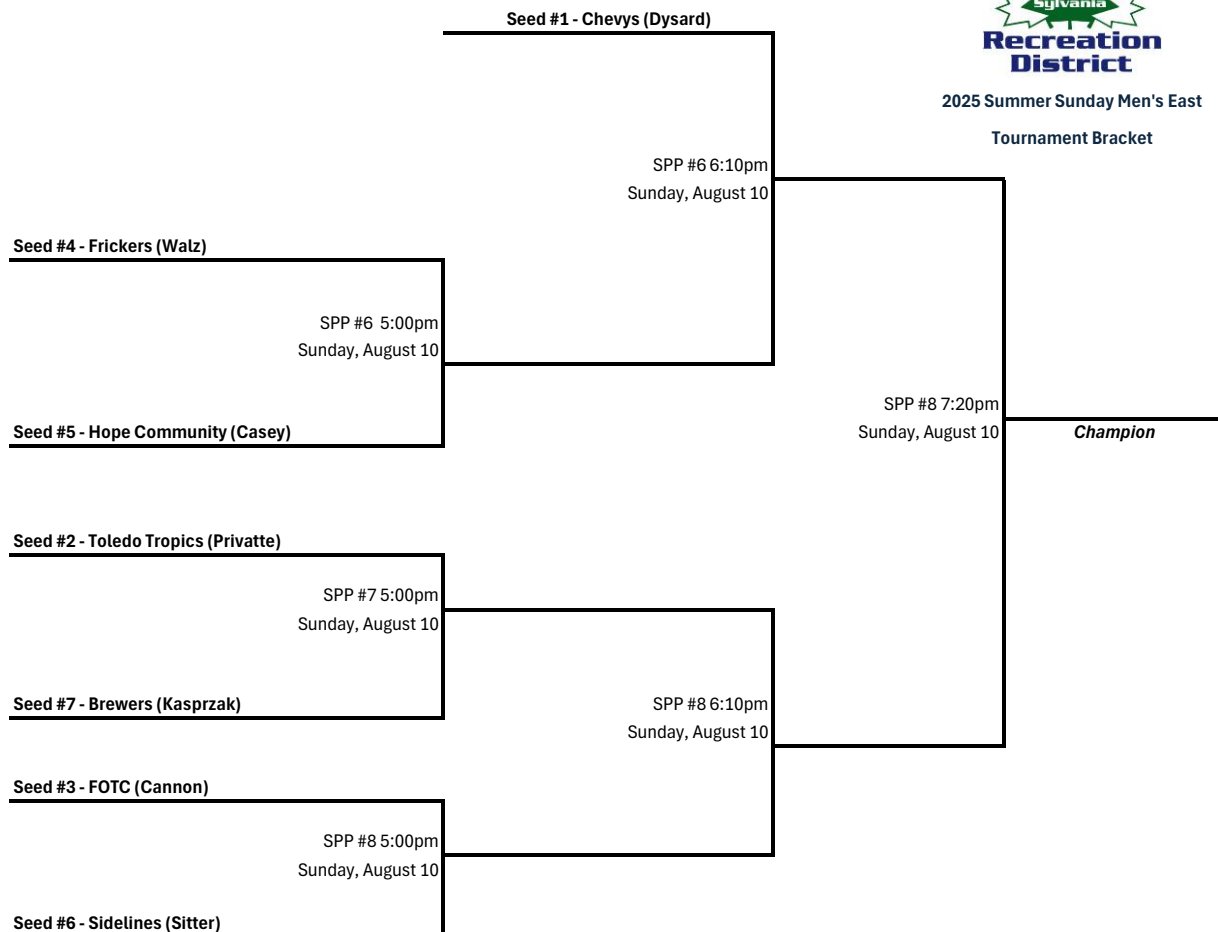 Seed #1 - Chevys (Dysard)
Sylvania
Recreation
District
2025 Summer Sunday Men's East
Tournament Bracket
SPP #6 6:10pm
Sunday, August 10
Seed #4 - Frickers (Walz)
SPP #6  5:00pm
Sunday, August 10
SPP #8 7:20pm
Sunday, August 10
Champion
Seed #5 - Hope Community (Casey)
Seed #2 - Toledo Tropics (Privatte)
SPP #7 5:00pm
Sunday, August 10
Seed #7 - Brewers (Kasprzak)
SPP #8 6:10pm
Sunday, August 10
Seed #3 - FOTC (Cannon)
SPP #8 5:00pm
Sunday, August 10
Seed #6 - Sidelines (Sitter)